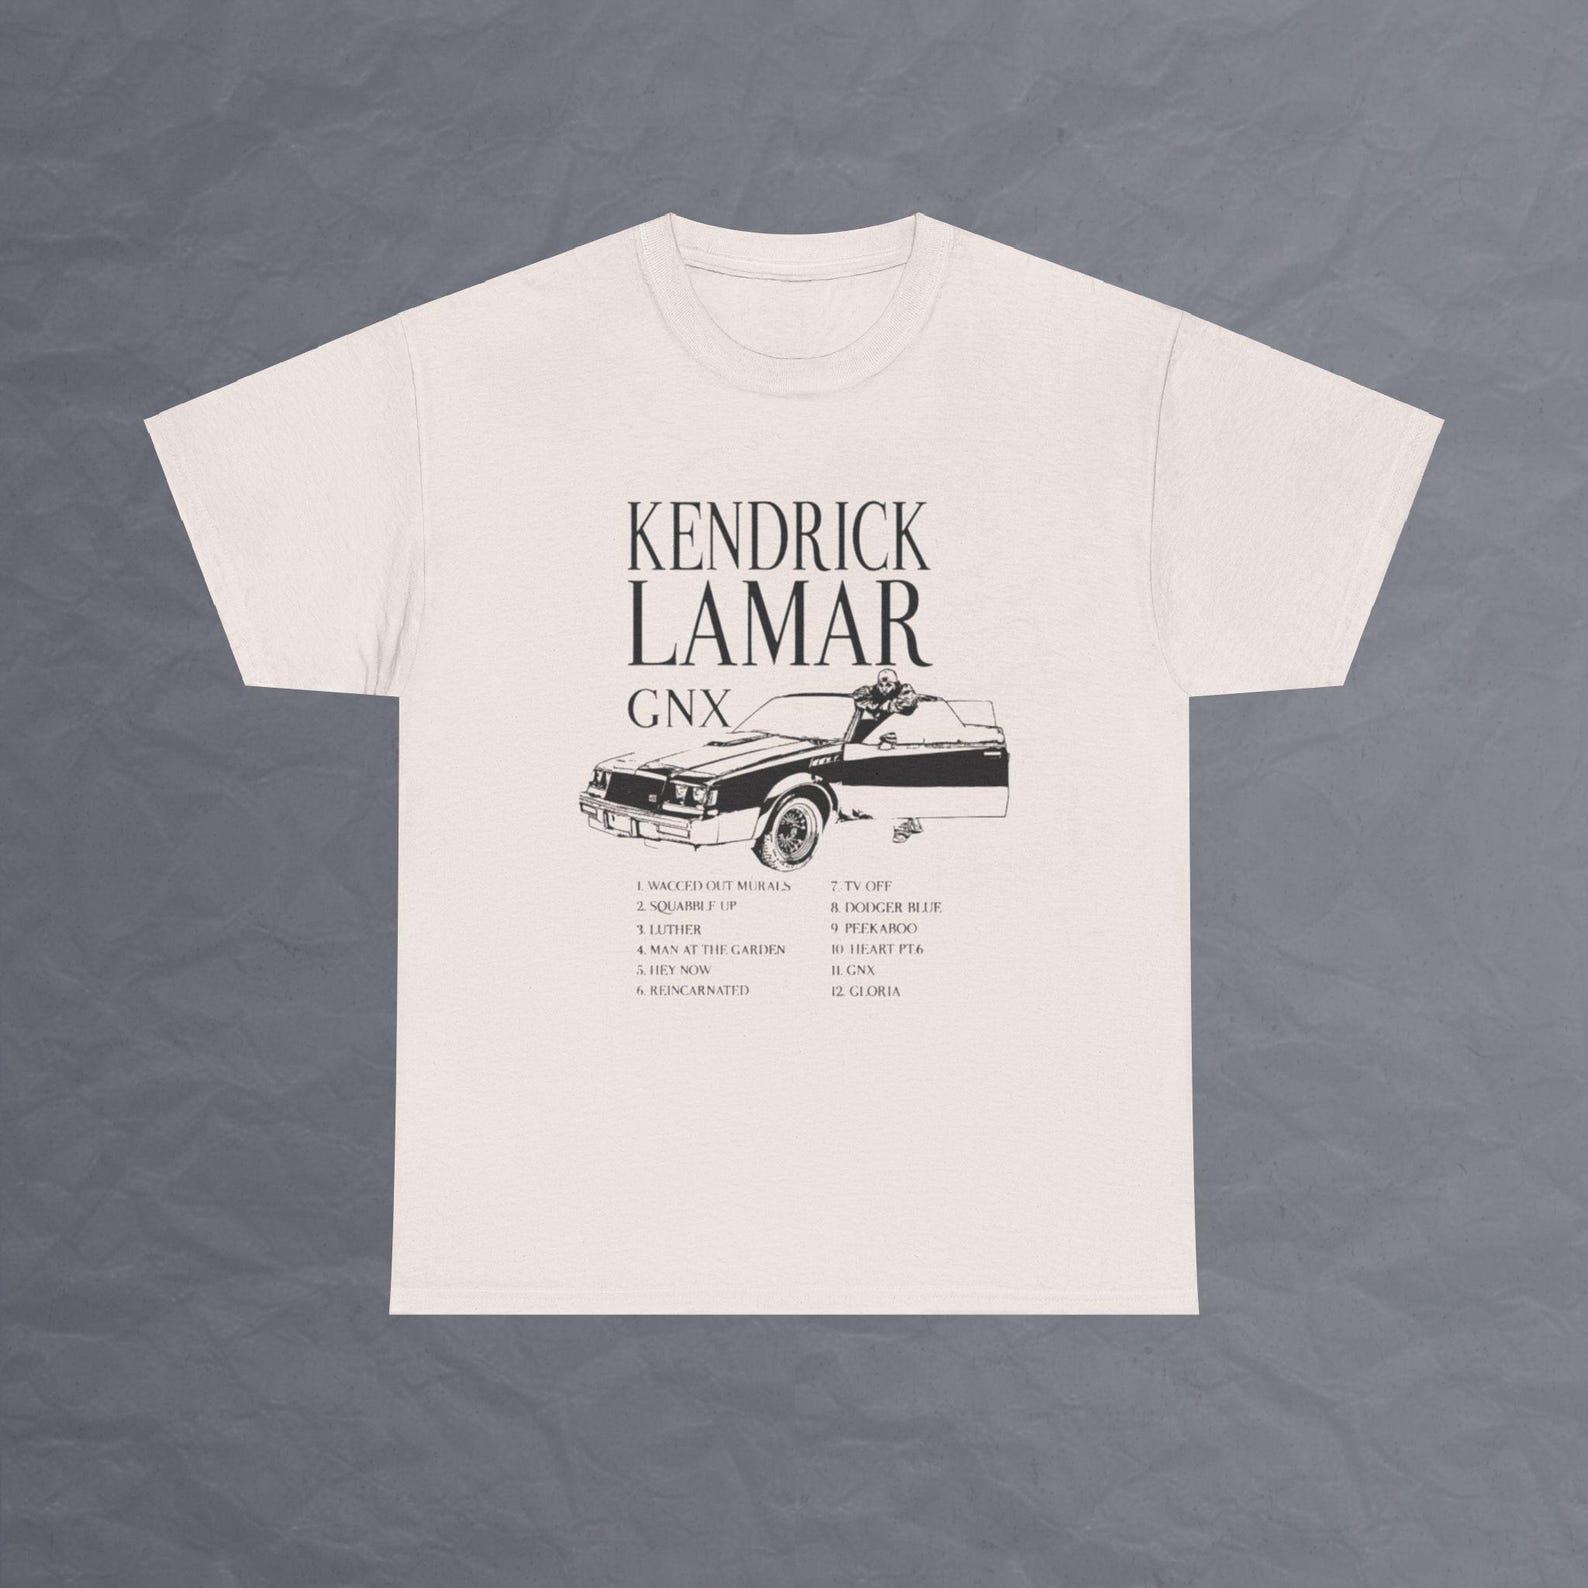 KENDRICK
LAMAR
GNX
1. WACCED OUT MURALS
2. SQUABBLE UP
3. LUTHER
4. MAN AT THE GARDEN
5. HEY NOW
6. REINCARNATED
7. TV OFF
8. DODGER BLUE
9 PEEKABOO
10 HEART PT.6
11. GNX
12. GLORIA